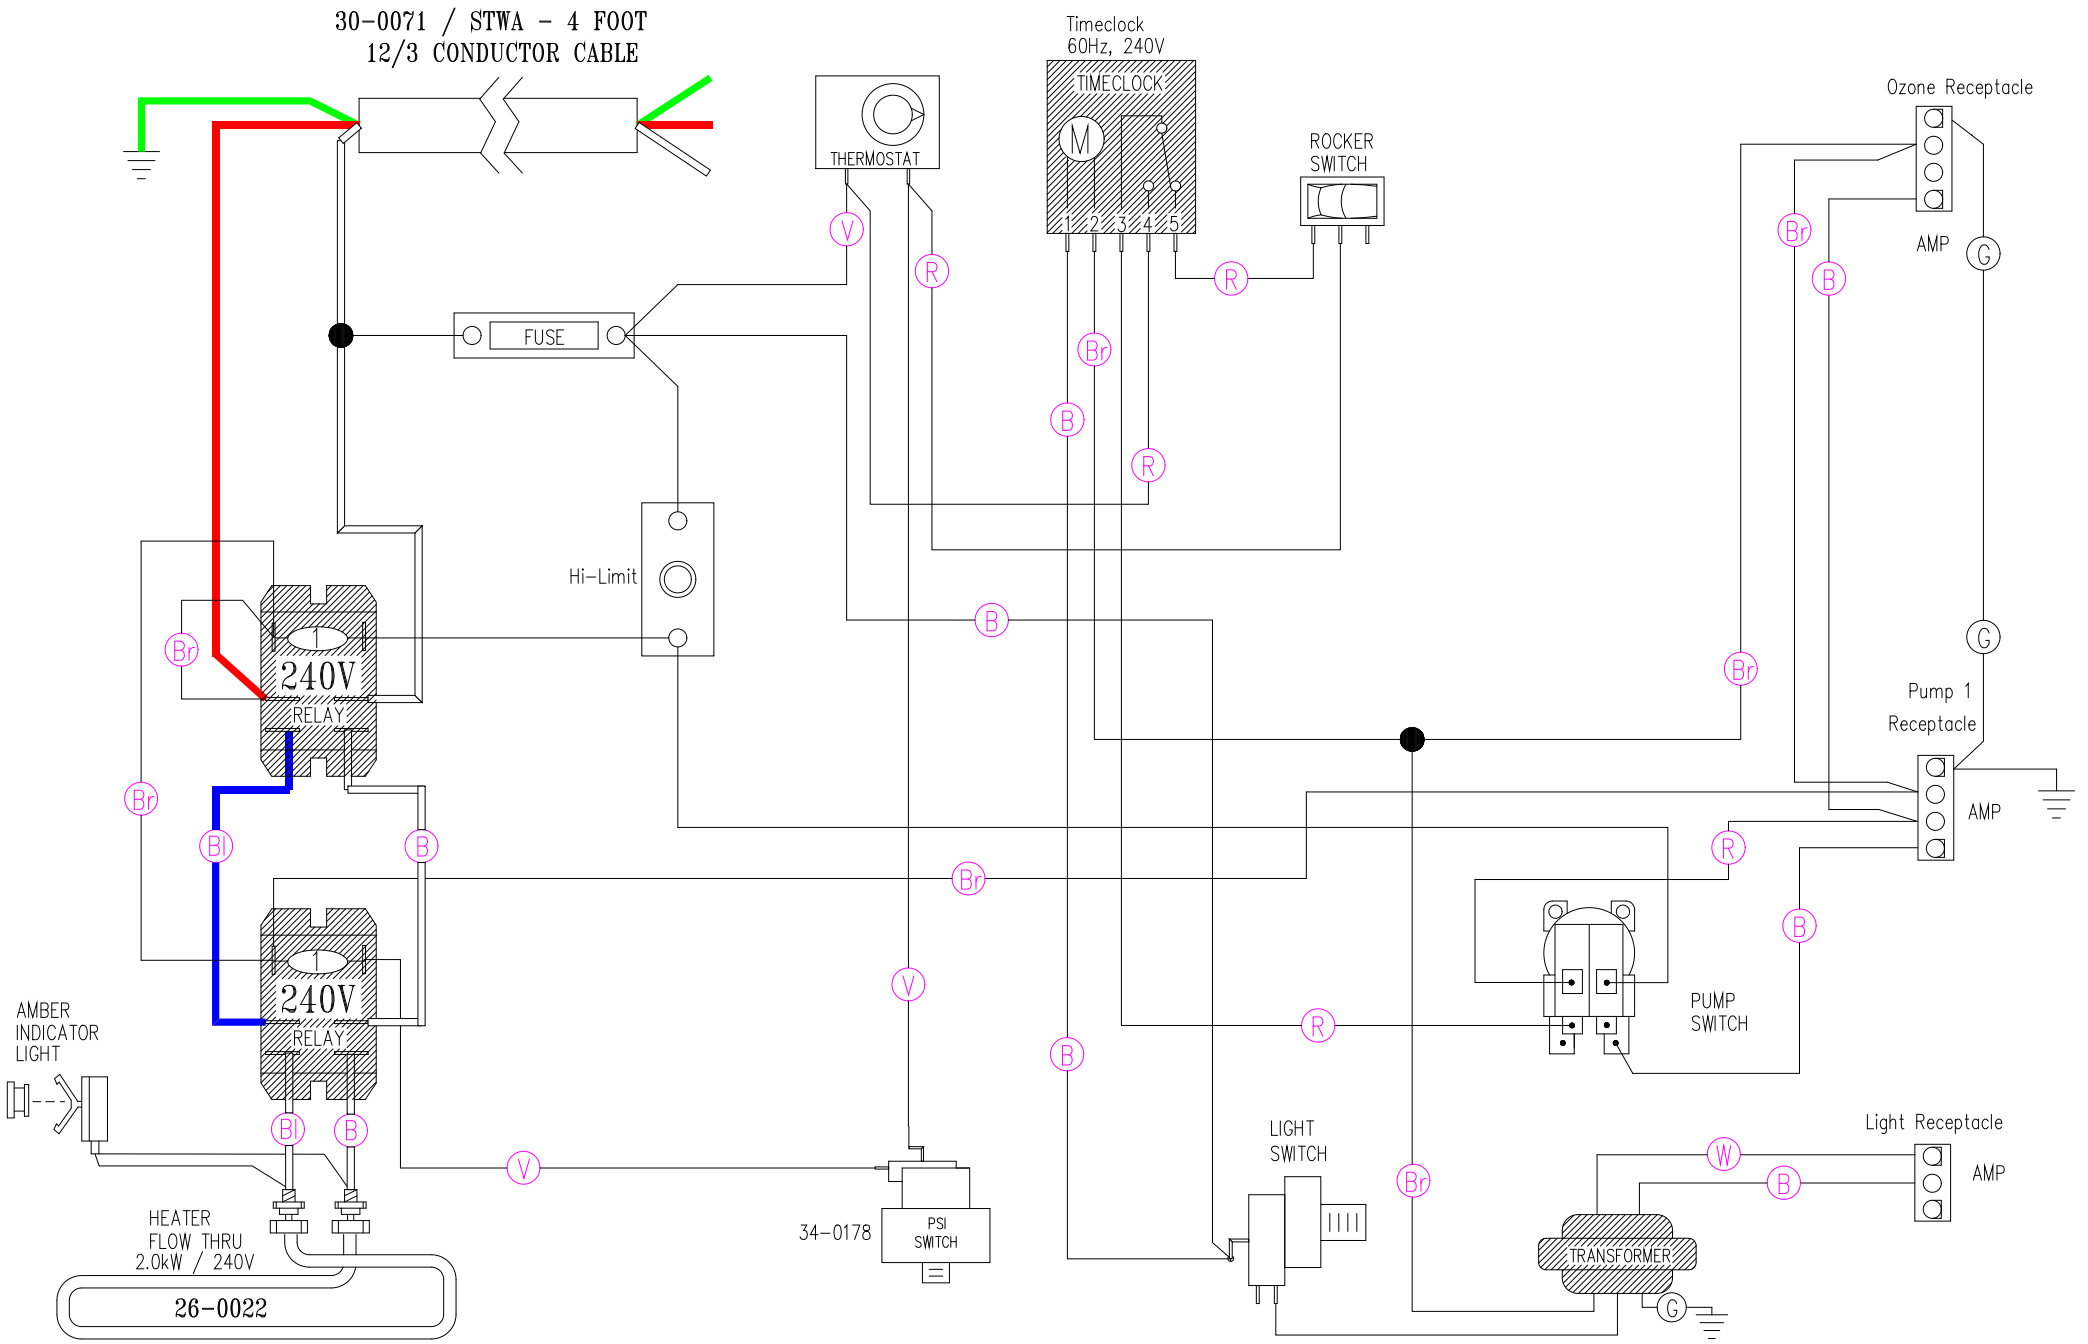 30-0071 / STWA - 4 FOOT
12/3 CONDUCTOR CABLE
Timeclock
60Hz, 240V
TIMECLOCK
M
1 2 3 4 5
THERMOSTAT
ROCKER
SWITCH
Ozone Receptacle
AMP
V
R
R
Br
B
G
FUSE
Br
B
R
Hi-Limit
B
1
240V
RELAY
Br
G
Br
Pump 1
Receptacle
AMP
Br
Bl
B
R
Br
B
1
240V
RELAY
V
R
B
PUMP
SWITCH
AMBER
INDICATOR
LIGHT
Bl
B
V
LIGHT
SWITCH
Br
W
B
Light Receptacle
AMP
HEATER
FLOW THRU
2.0kW / 240V
26-0022
34-0178
PSI
SWITCH
TRANSFORMER
G